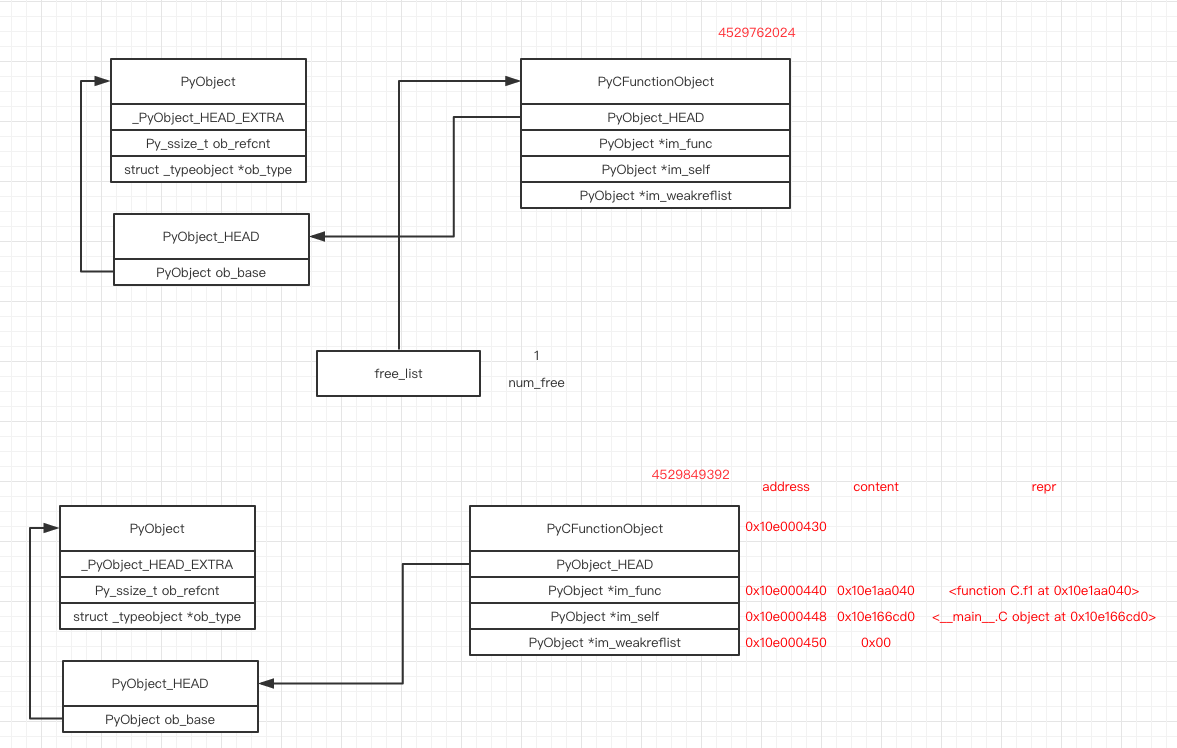 4529762024
PyObject
_PyObject_HEAD_EXTRA
Py_ssize_t ob_refcnt
struct _typeobject *ob_type
PyObject_HEAD
PyObject ob_base
PyCFunctionObject
PyObject_HEAD
PyObject *im_func
PyObject *im_self
PyObject *im_weakreflist
free_list
1
num_free
4529849392
address content repr
PyObject
_PyObject_HEAD_EXTRA
Py_ssize_t ob_refcnt
struct _typeobject *ob_type
PyObject_HEAD
PyObject ob_base
PyCFunctionObject 0x10e000430
PyObject_HEAD
PyObject *im_func 0x10e000440 0x10e1aa040 <function C.f1 at 0x10e1aa040>
PyObject *im_self 0x10e000448 0x10e166cd0 <__main__.C object at 0x10e166cd0>
PyObject *im_weakreflist 0x10e000450 0x00